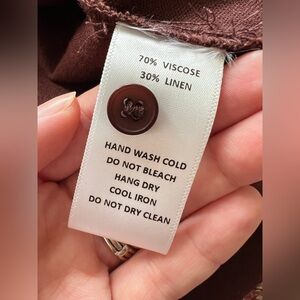 70% VISCOSE
30% LINEN
HAND WASH COLD
DO NOT BLEACH
HANG DRY
COOL IRON
DO NOT DRY CLEAN